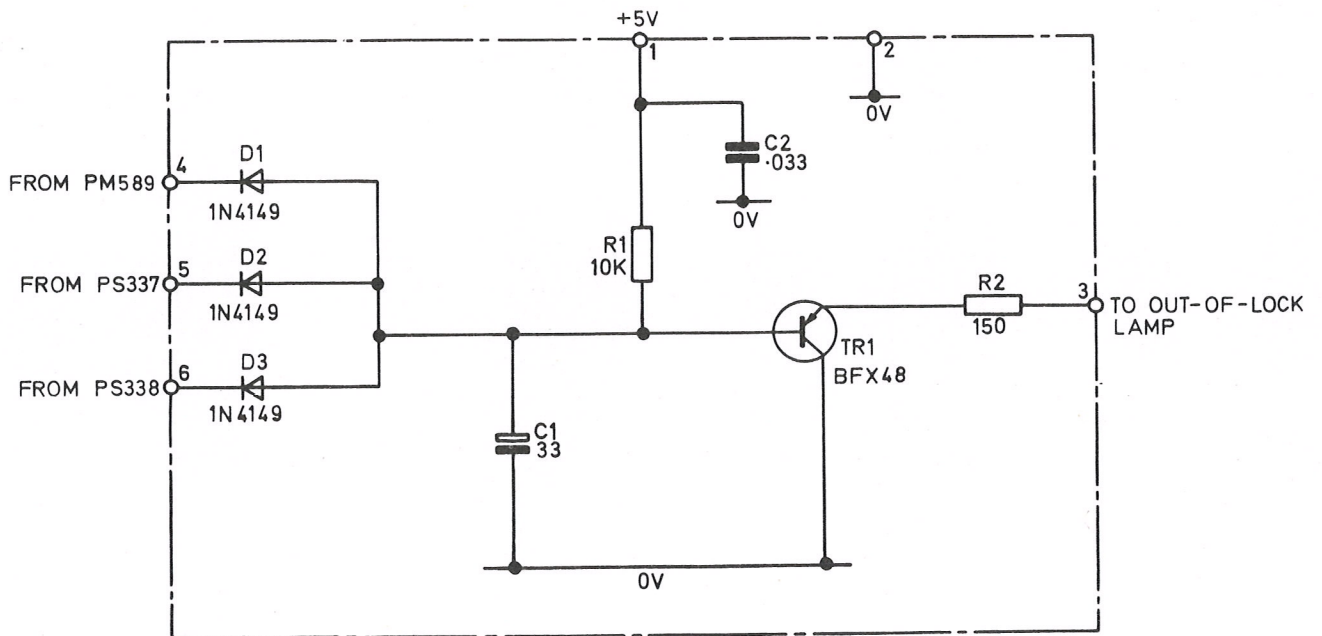 +5V
1
2
0V
C2
·033
0V
D1
4
FROM PM589
1N4149
R1
10K
D2
5
FROM PS337
1N4149
R2
150
3
TO OUT-OF-LOCK
LAMP
TR1
BFX48
D3
6
FROM PS338
1N4149
C1
33
0V